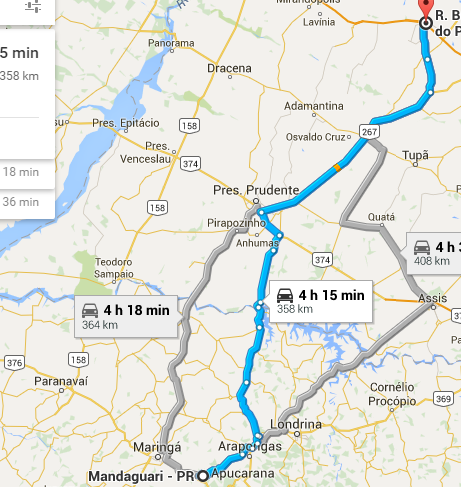 Mirandópolis
Lavínia
R. B
do P
5 min
358 km
Panorama
Dracena
Adamantina
Pres. Epitácio
158
Pres.
Venceslau
374
Osvaldo Cruz
267
Tupã
18 min
36 min
158
Pres. Prudente
Pirapozinho
Anhumas
369
Quatá
Teodoro
Sampaio
374
4 h 3
408 km
4 h 15 min
358 km
Assis
4 h 18 min
364 km
376
158
Paranavaí
Cornélio
Procópio
369
Londrina
Maringá
Arapongas
Mandaguari - PR
Apucarana